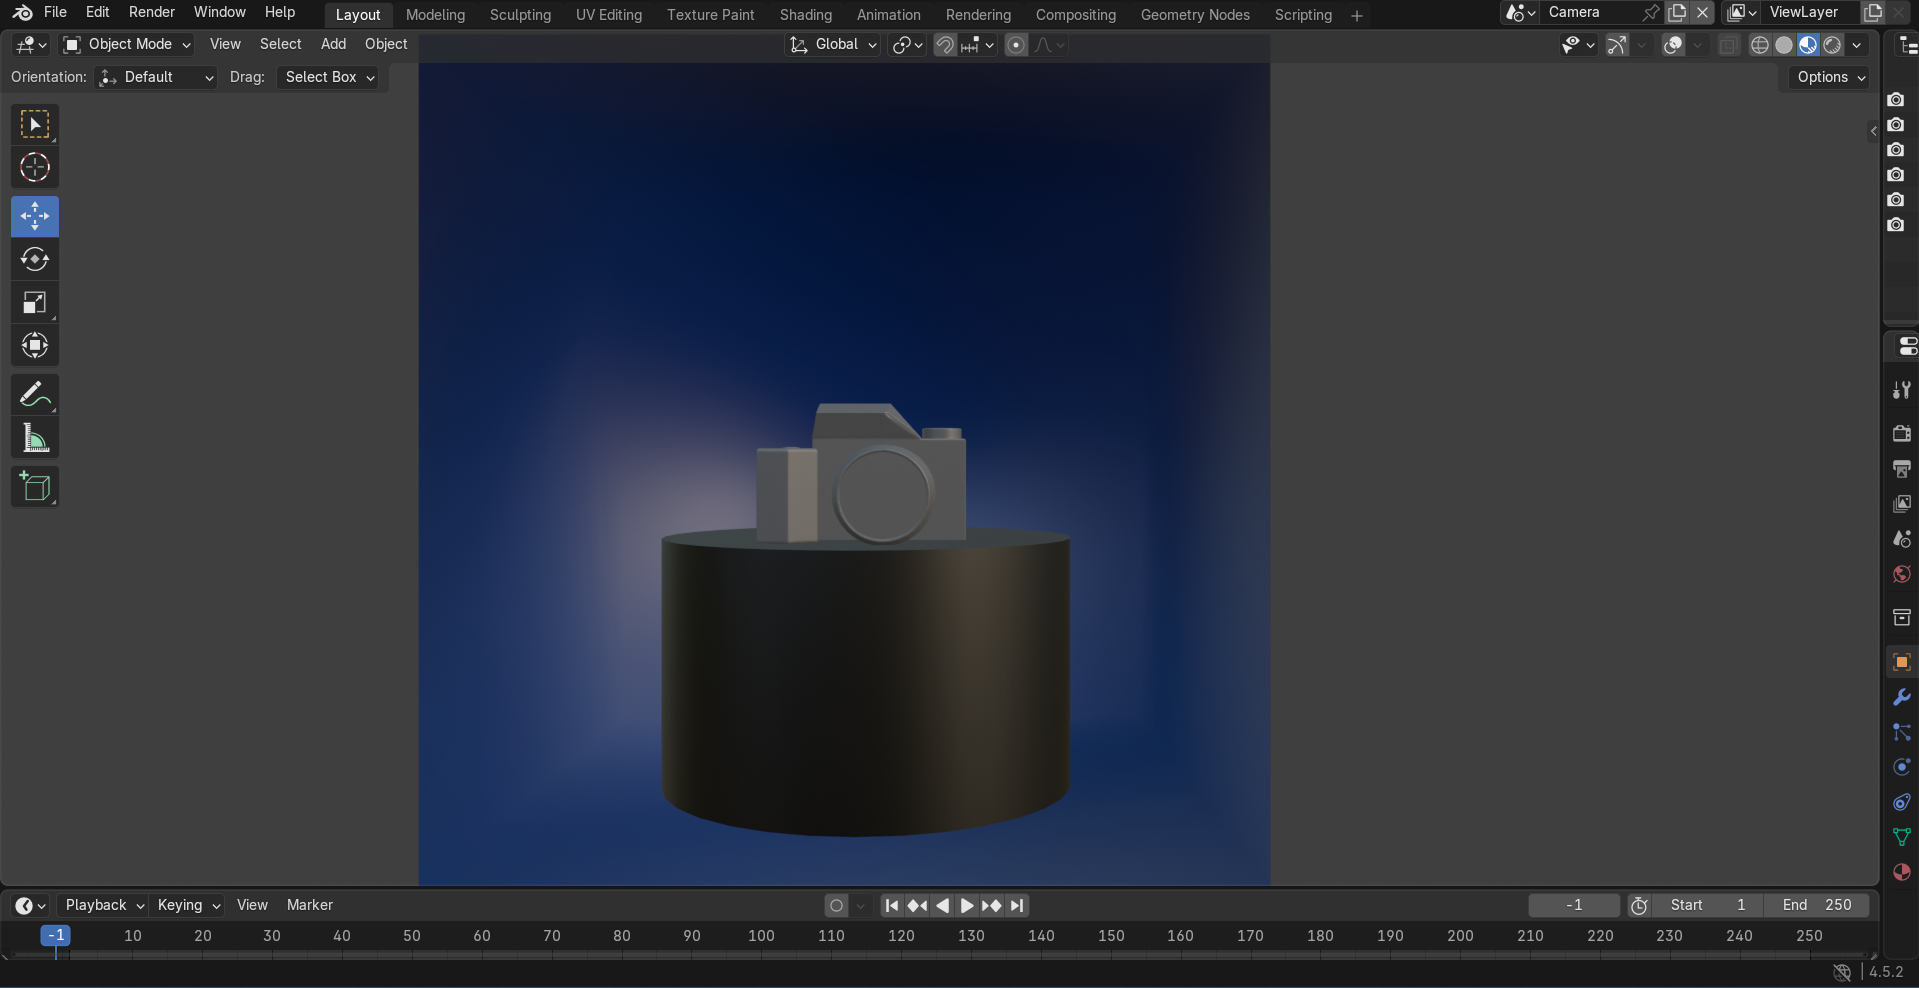 File Edit Render Window Help Layout Modeling Sculpting UV Editing Texture Paint Shading Animation Rendering Compositing Geometry Nodes Scripting + Camera ViewLayer
Object Mode View Select Add Object Global
Orientation: Default Drag: Select Box Options
Playback Keying View Marker -1 Start 1 End 250
-1 10 20 30 40 50 60 70 80 90 100 110 120 130 140 150 160 170 180 190 200 210 220 230 240 250
4.5.2